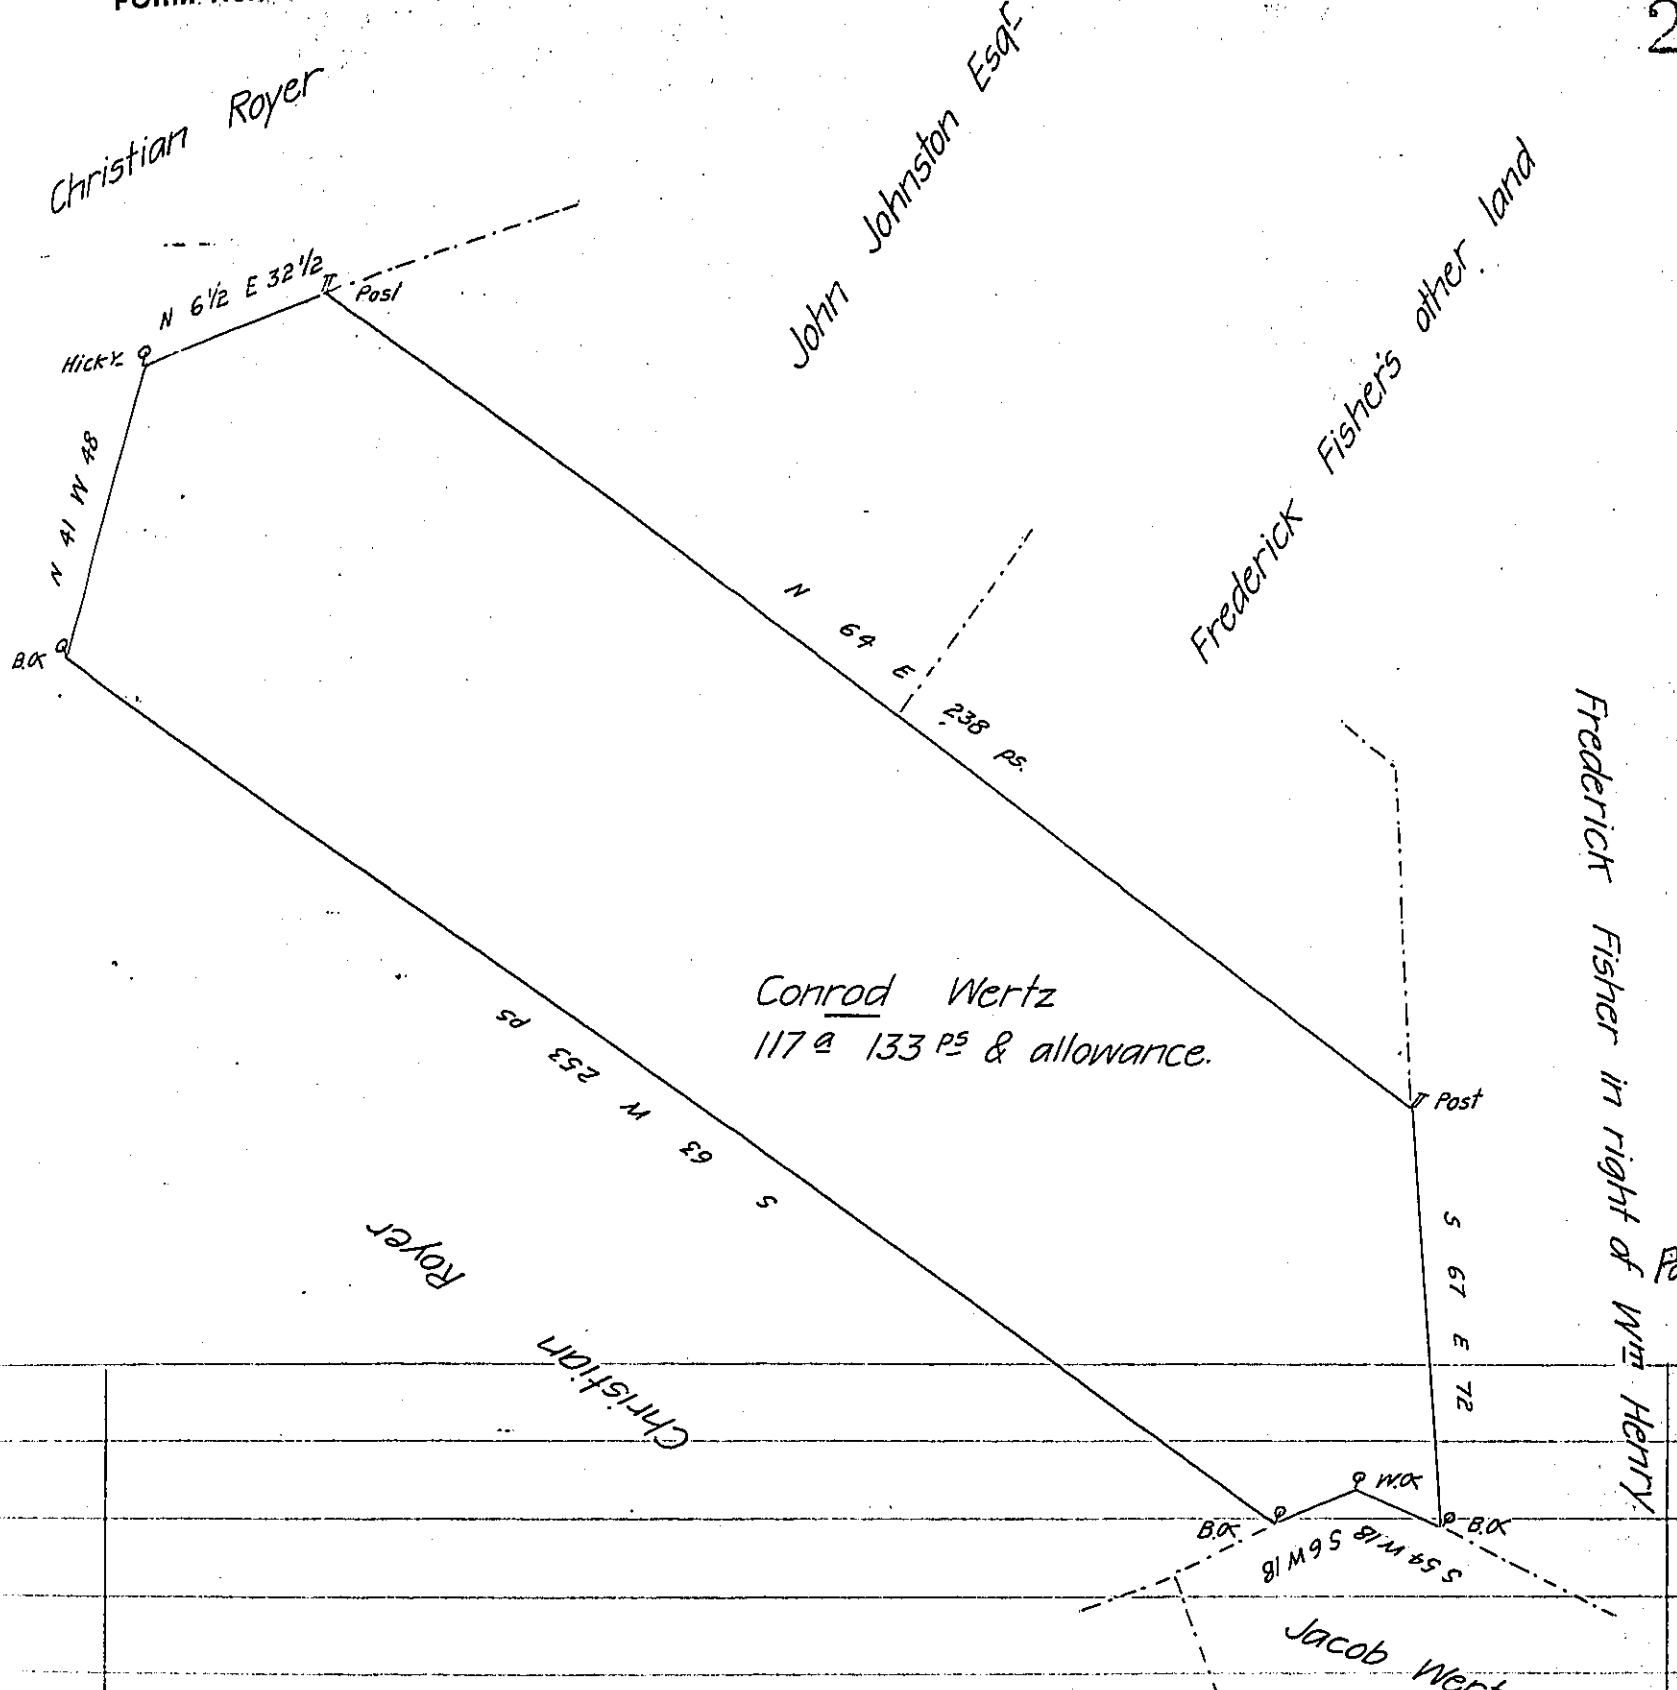 2
Christian Royer
John Johnston Esqr
Frederick Fisher's other land
N 6½ E 32½
Post
Hicky
N 41 W 48
B.O
N 64 E 238 ps.
Frederick Fisher in right of Wm Henry
Conrod Wertz
117 a 133 ps & allowance.
S 63 W 253 ps
Post
S 67 E 72
Christian Royer
W.O
B.O
B.O
S 6 W 18
S 54 W 18
Jacob